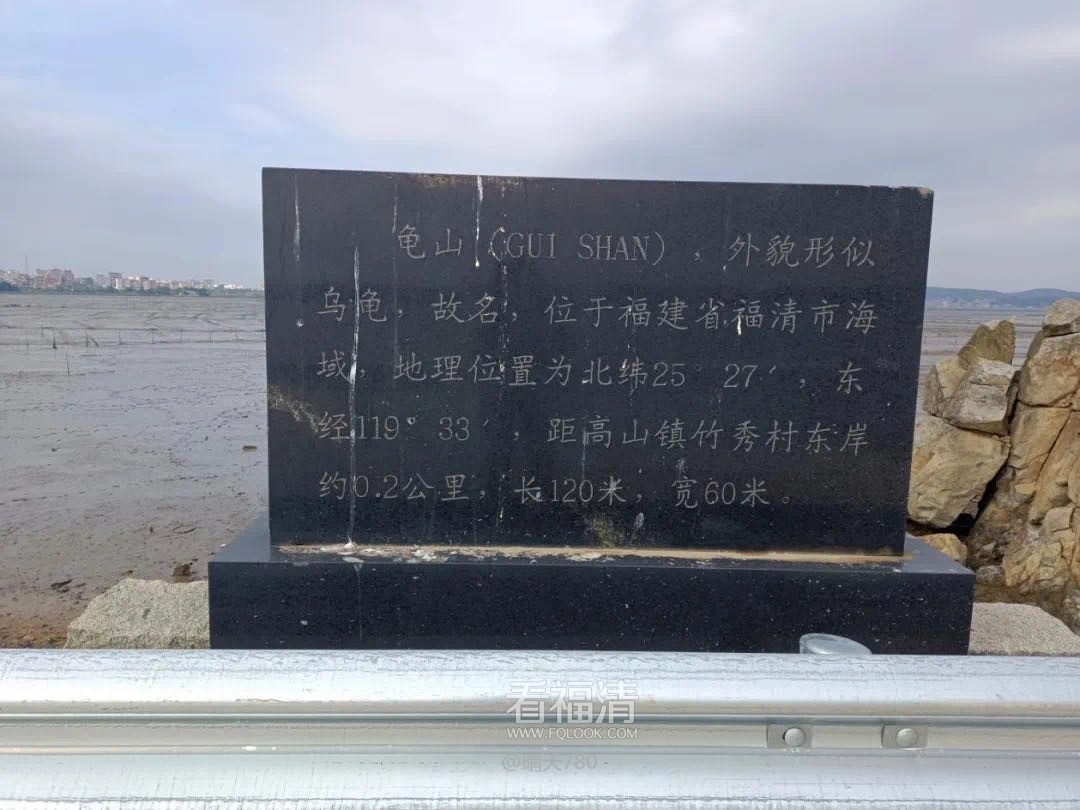 龟山（GUI SHAN），外貌形似
乌龟，故名，位于福建省福清市海
域，地理位置为北纬25°27′，东
经119°33′，距高山镇竹秀村东岸
约0.2公里，长120米，宽60米。
看福清
WWW.FQLOOK.COM
@晴天780